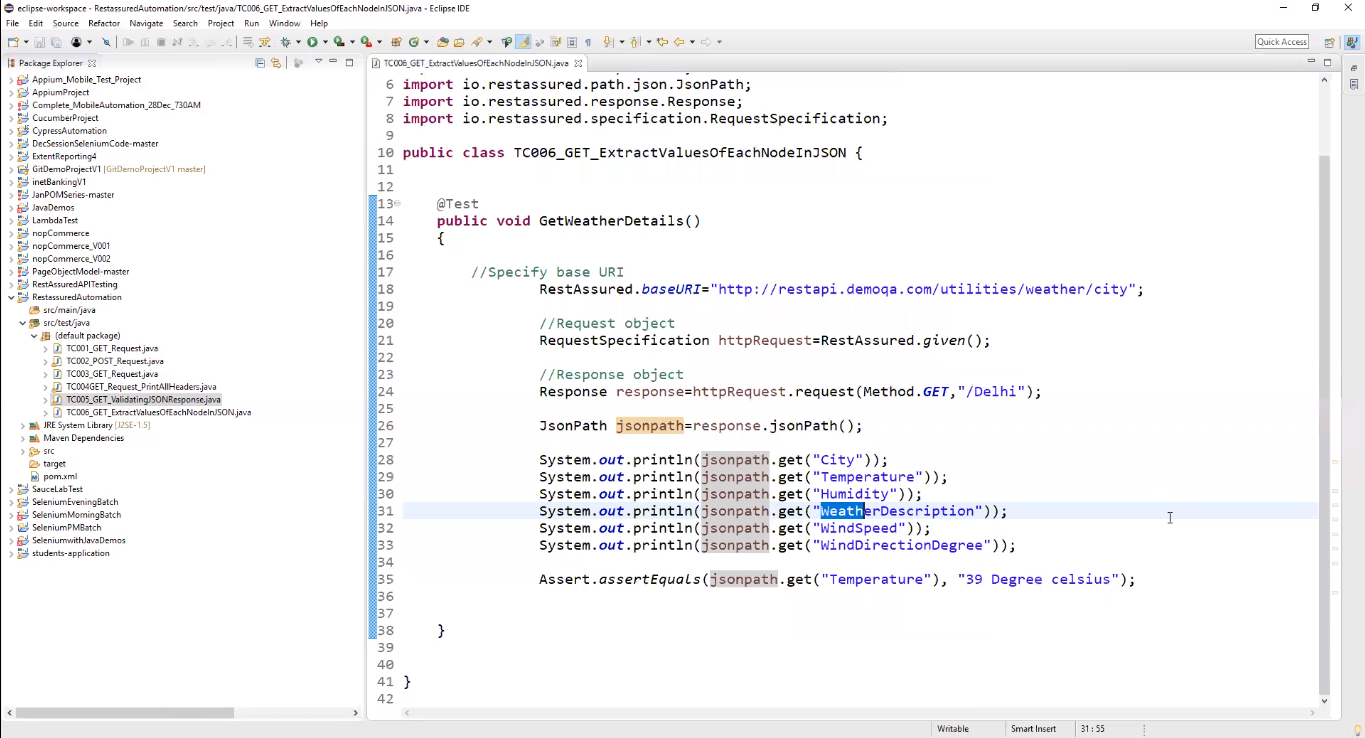 eclipse-workspace - RestassuredAutomation/src/test/java/TC006_GET_ExtractValuesOfEachNodeInJSON.java - Eclipse IDE
File Edit Source Refactor Navigate Search Project Run Window Help
Quick Access
Package Explorer
Appium_Mobile_Test_Project
AppiumProject
Complete_MobileAutomation_28Dec_730AM
CucumberProject
CypressAutomation
DecSessionSeleniumCode-master
ExtentReporting4
GitDemoProjectV1 [GitDemoProjectV1 master]
inetBankingV1
JanPOMSeries-master
JavaDemos
LambdaTest
nopCommerce
nopCommerce_V001
nopCommerce_V002
PageObjectModel-master
RestAssuredAPITesting
RestassuredAutomation
src/main/java
src/test/java
(default package)
TC001_GET_Request.java
TC002_POST_Request.java
TC003_GET_Request.java
TC004GET_Request_PrintAllHeaders.java
TC005_GET_ValidatingJSONResponse.java
TC006_GET_ExtractValuesOfEachNodeInJSON.java
JRE System Library [J2SE-1.5]
Maven Dependencies
src
target
pom.xml
SauceLabTest
SeleniumEveningBatch
SeleniumMorningBatch
SeleniumPMBatch
SeleniumwithJavaDemos
students-application
TC006_GET_ExtractValuesOfEachNodeInJSON.java
6 import io.restassured.path.json.JsonPath;
7 import io.restassured.response.Response;
8 import io.restassured.specification.RequestSpecification;
9
10 public class TC006_GET_ExtractValuesOfEachNodeInJSON {
11
12
13 @Test
14 public void GetWeatherDetails()
15 {
16
17 //Specify base URI
18 RestAssured.baseURI="http://restapi.demoqa.com/utilities/weather/city";
19
20 //Request object
21 RequestSpecification httpRequest=RestAssured.given();
22
23 //Response object
24 Response response=httpRequest.request(Method.GET,"/Delhi");
25
26 JsonPath jsonpath=response.jsonPath();
27
28 System.out.println(jsonpath.get("City"));
29 System.out.println(jsonpath.get("Temperature"));
30 System.out.println(jsonpath.get("Humidity"));
31 System.out.println(jsonpath.get("WeatherDescription"));
32 System.out.println(jsonpath.get("WindSpeed"));
33 System.out.println(jsonpath.get("WindDirectionDegree"));
34
35 Assert.assertEquals(jsonpath.get("Temperature"), "39 Degree celsius");
36
37
38 }
39
40
41 }
42
Writable Smart Insert 31 : 55